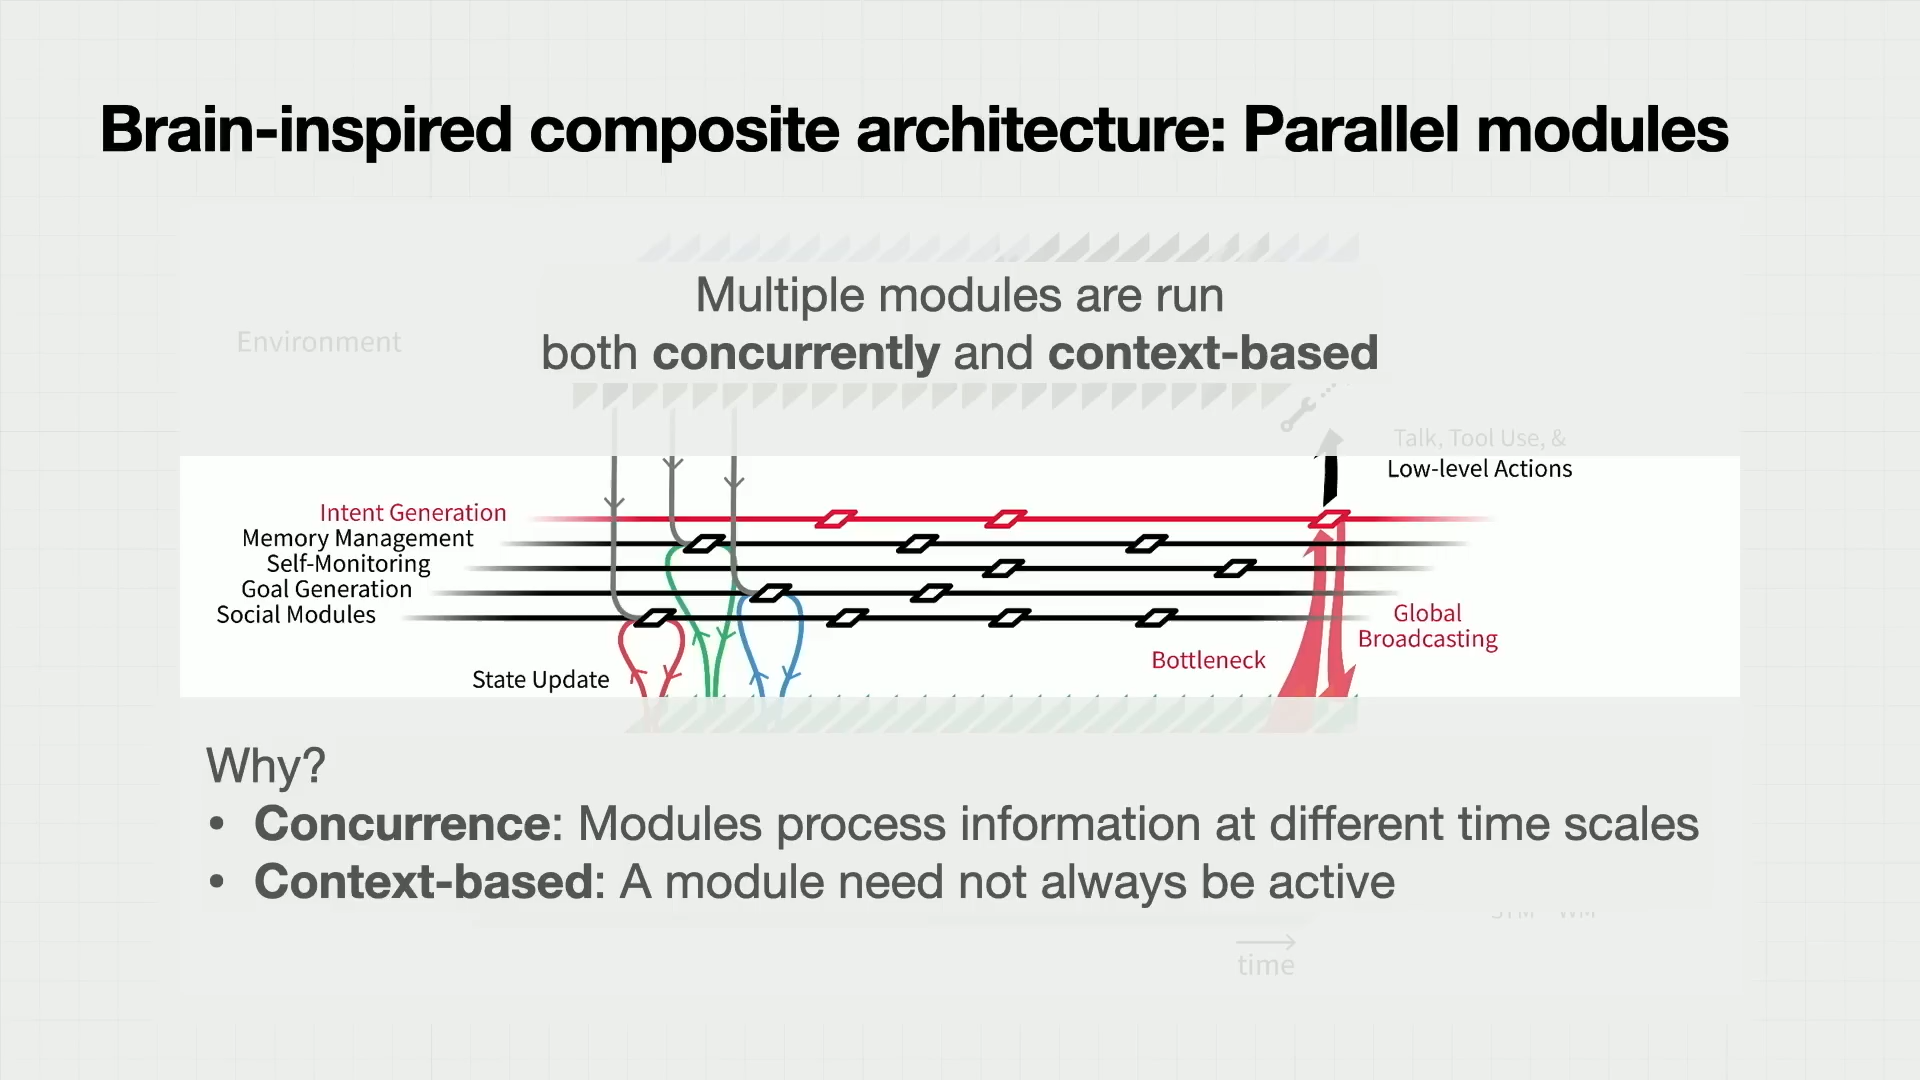 Brain-inspired composite architecture: Parallel modules
Multiple modules are run
both concurrently and context-based
Environment
Talk, Tool Use, &
Low-level Actions
Intent Generation
Memory Management
Self-Monitoring
Goal Generation
Social Modules
Global
Broadcasting
Bottleneck
State Update
Why?
• Concurrence: Modules process information at different time scales
• Context-based: A module need not always be active
time